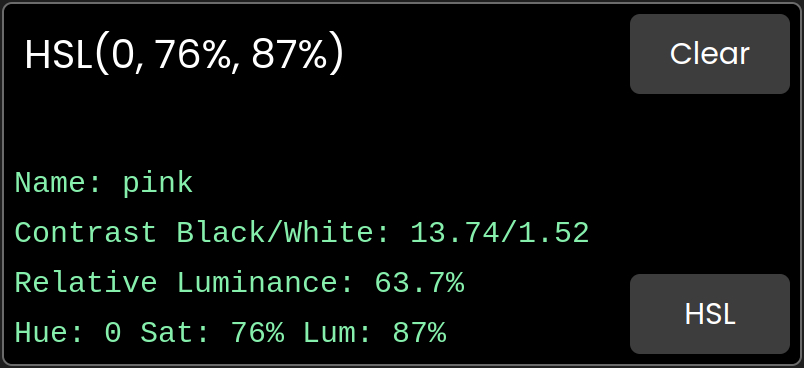 HSL(0, 76%, 87%)
Clear
Name: pink
Contrast Black/White: 13.74/1.52
Relative Luminance: 63.7%
Hue: 0 Sat: 76% Lum: 87%
HSL